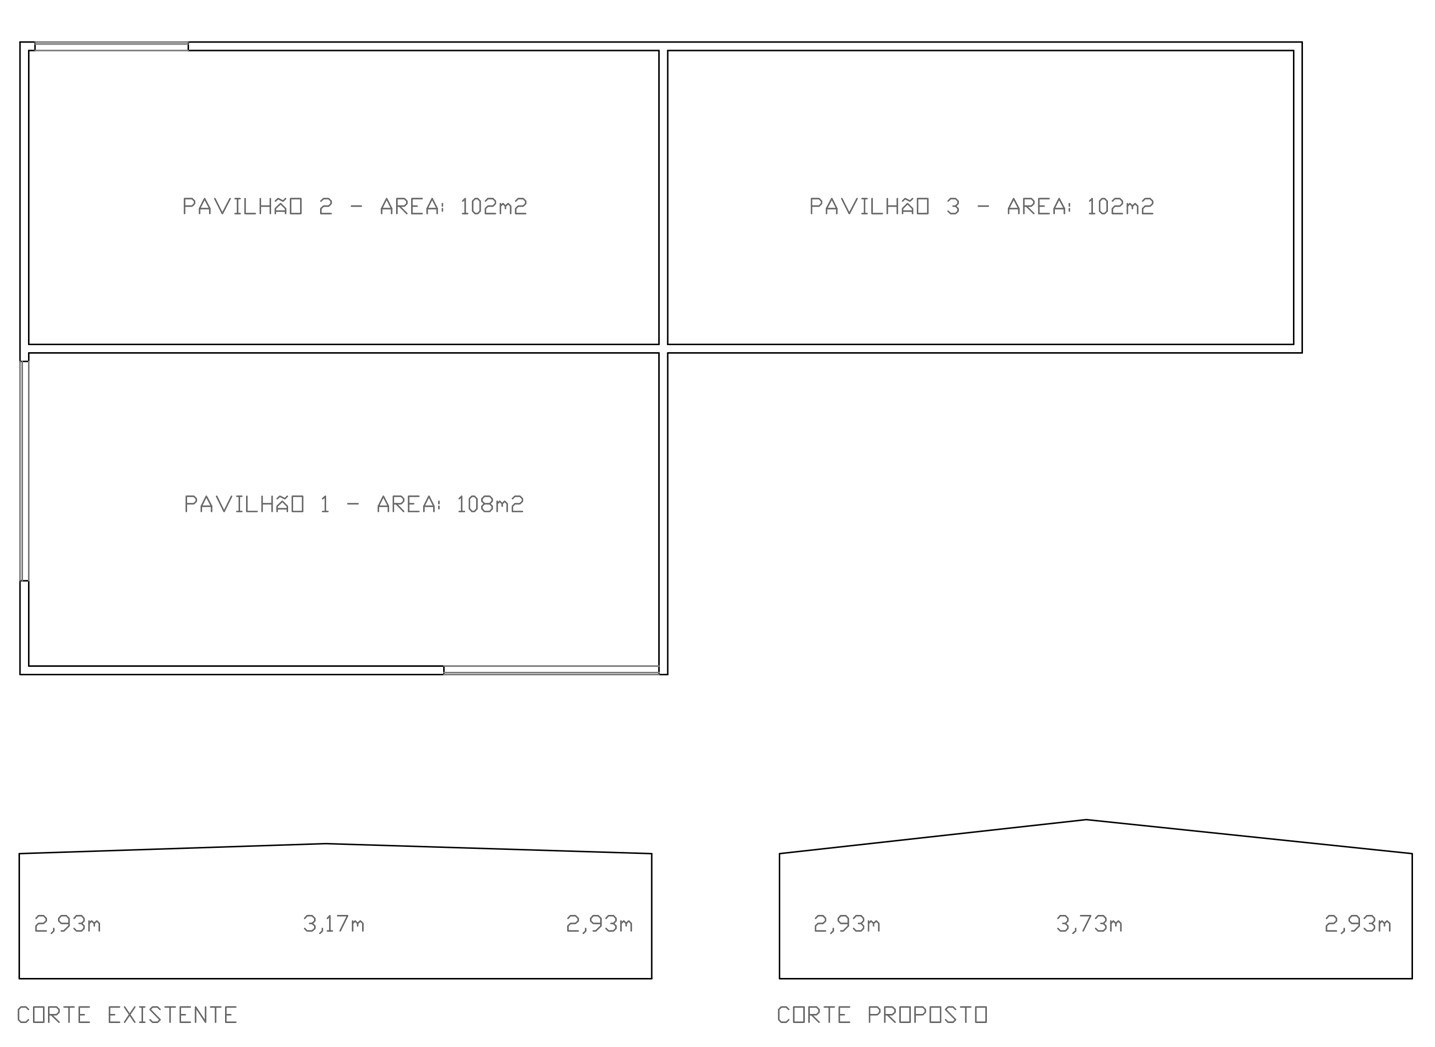 PAVILHãO 2 - AREA: 102m2
PAVILHãO 3 - AREA: 102m2
PAVILHãO 1 - AREA: 108m2
2,93m 3,17m 2,93m
CORTE EXISTENTE
2,93m 3,73m 2,93m
CORTE PROPOSTO